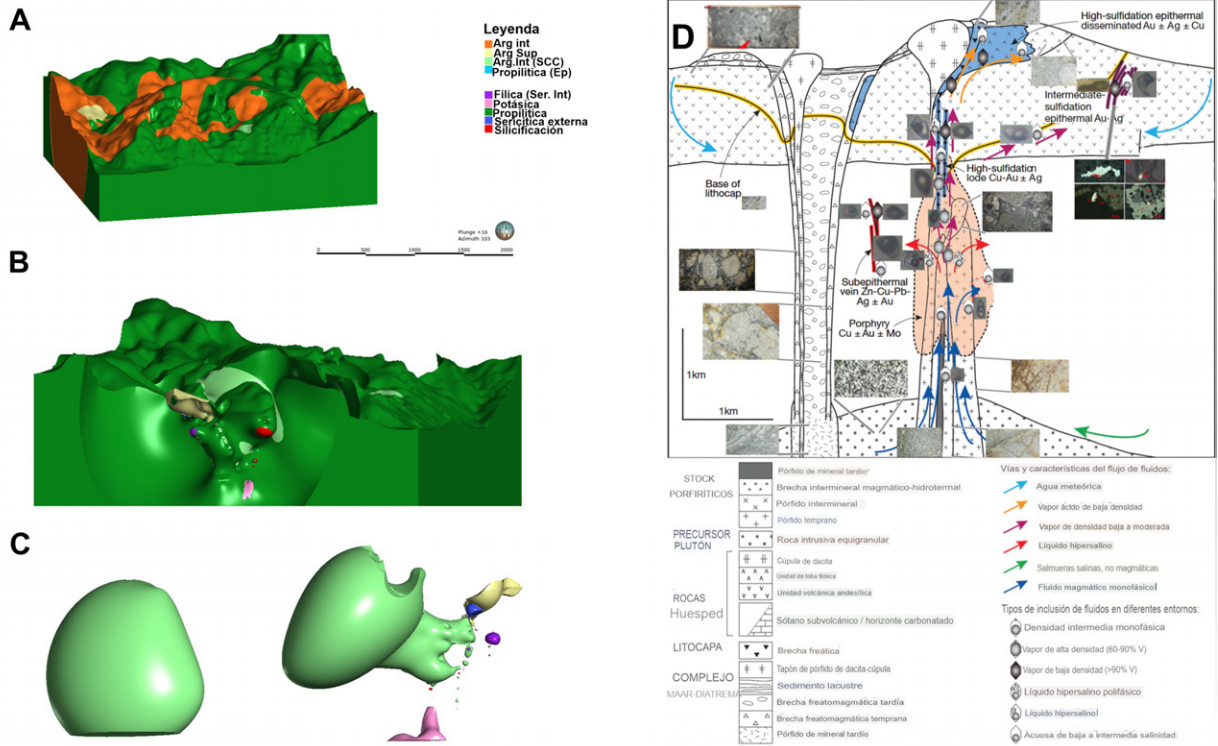 A
Leyenda
Arg int
Arg Sup
Arg.Int (SCC)
Propilitica (Ep)
Filica (Ser. Int)
Potásica
Propilitica
Sericitica externa
Silicificación
Plunge +16
Azimuth 103
0 500 1000 1500 2000
B
C
D
High-sulfidation epithermal
disseminated Au ± Ag ± Cu
Intermediate-
sulfidation
epithermal Au-Ag
Base of
lithocap
High-sulfidation
lode Cu-Au ± Ag
Subepithermal
vein Zn-Cu-Pb-
Ag ± Au
Porphyry
Cu ± Au ± Mo
1km
1km
STOCK
PORFIRÍTICOS
Pórfido de mineral tardío'
Brecha intermineral magmático-hidrotermal
Pórfido intermineral
Pórfido temprano
PRECURSOR
PLUTÓN
Roca intrusiva equigranular
ROCAS
Huesped
Cúpula de dacita
Unidad de toba félsica
Unidad volcánica andesítica
Sótano subvolcánico / horizonte carbonatado
LITOCAPA
Brecha freática
COMPLEJO
MAAR-DIATREMA
Tapón de pórfido de dacita-cúpula
Sedimento lacustre
Brecha freatomagmática tardía
Brecha freatomagmática temprana
Pórfido de mineral tardío
Vías y características del flujo de fluidos:
Agua meteórica
Vapor ácido de baja densidad
Vapor de densidad baja a moderada
Líquido hipersalino
Salmueras salinas, no magmáticas
Fluido magmático monofásico
Tipos de inclusión de fluidos en diferentes entornos:
Densidad intermedia monofásica
Vapor de alta densidad (60-90% V)
Vapor de baja densidad (>90% V)
Líquido hipersalino polifásico
Líquido hipersalino
Acuosa de baja a intermedia salinidad